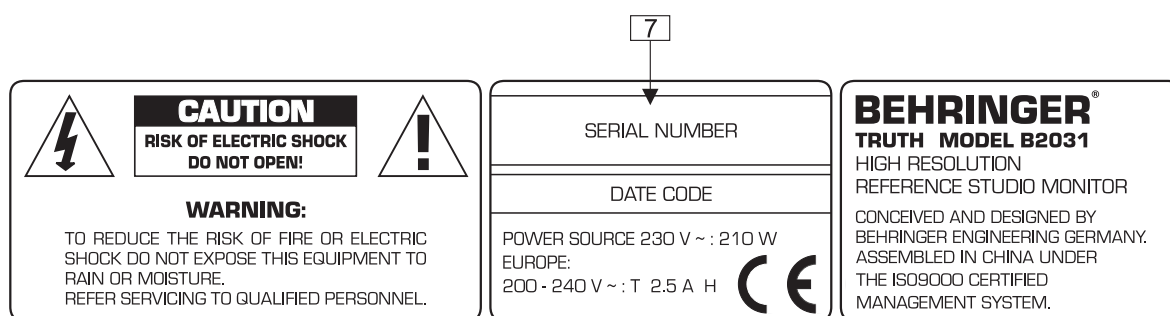 7
CAUTION
RISK OF ELECTRIC SHOCK
DO NOT OPEN!
WARNING:
TO REDUCE THE RISK OF FIRE OR ELECTRIC
SHOCK DO NOT EXPOSE THIS EQUIPMENT TO
RAIN OR MOISTURE.
REFER SERVICING TO QUALIFIED PERSONNEL.
SERIAL NUMBER
DATE CODE
POWER SOURCE 230 V ~ : 210 W
EUROPE:
200 - 240 V ~ : T 2.5 A H
CE
BEHRINGER®
TRUTH MODEL B2031
HIGH RESOLUTION
REFERENCE STUDIO MONITOR
CONCEIVED AND DESIGNED BY
BEHRINGER ENGINEERING GERMANY.
ASSEMBLED IN CHINA UNDER
THE ISO9000 CERTIFIED
MANAGEMENT SYSTEM.